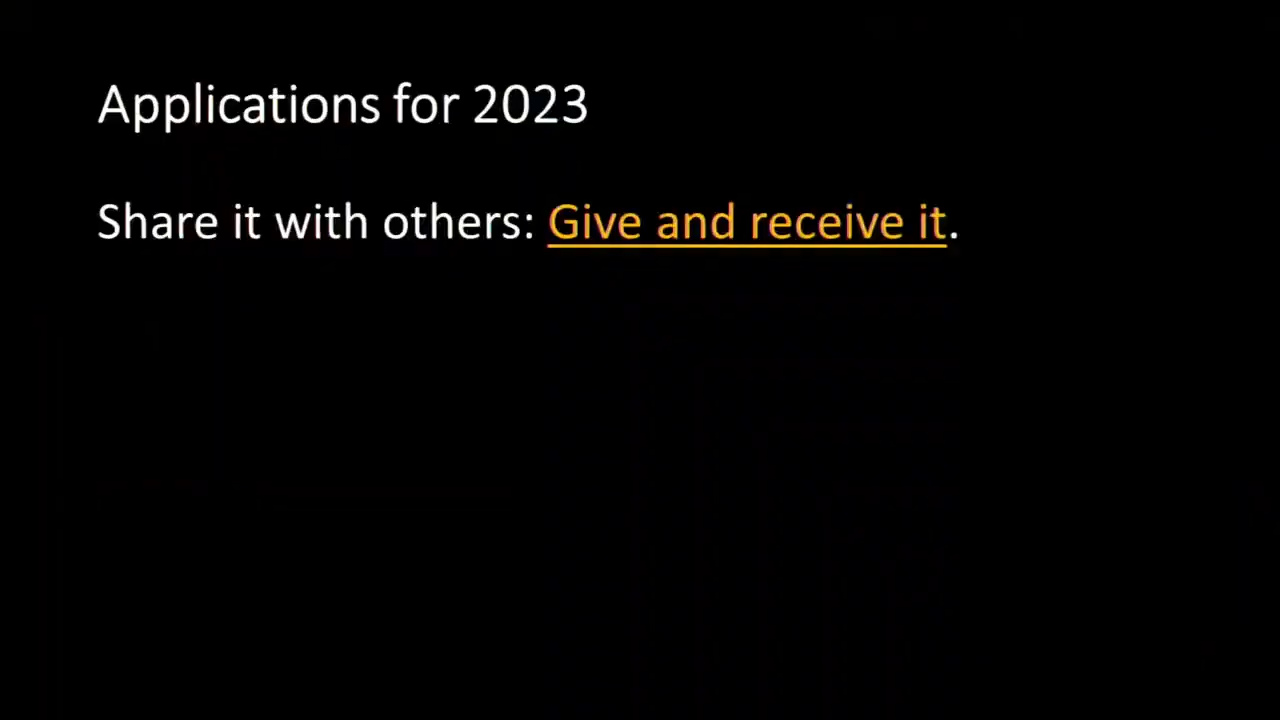 Applications for 2023
Share it with others: Give and receive it.